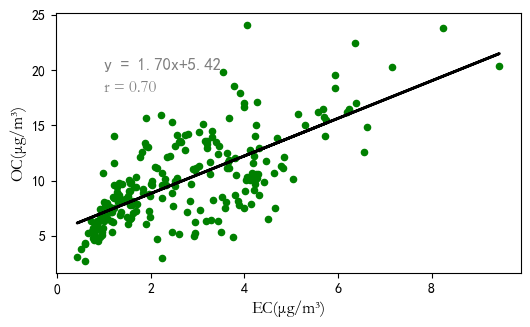 25
20
15
10
5
OC(μg/m³)
y = 1.70x+5.42
r = 0.70
0 2 4 6 8
EC(μg/m³)